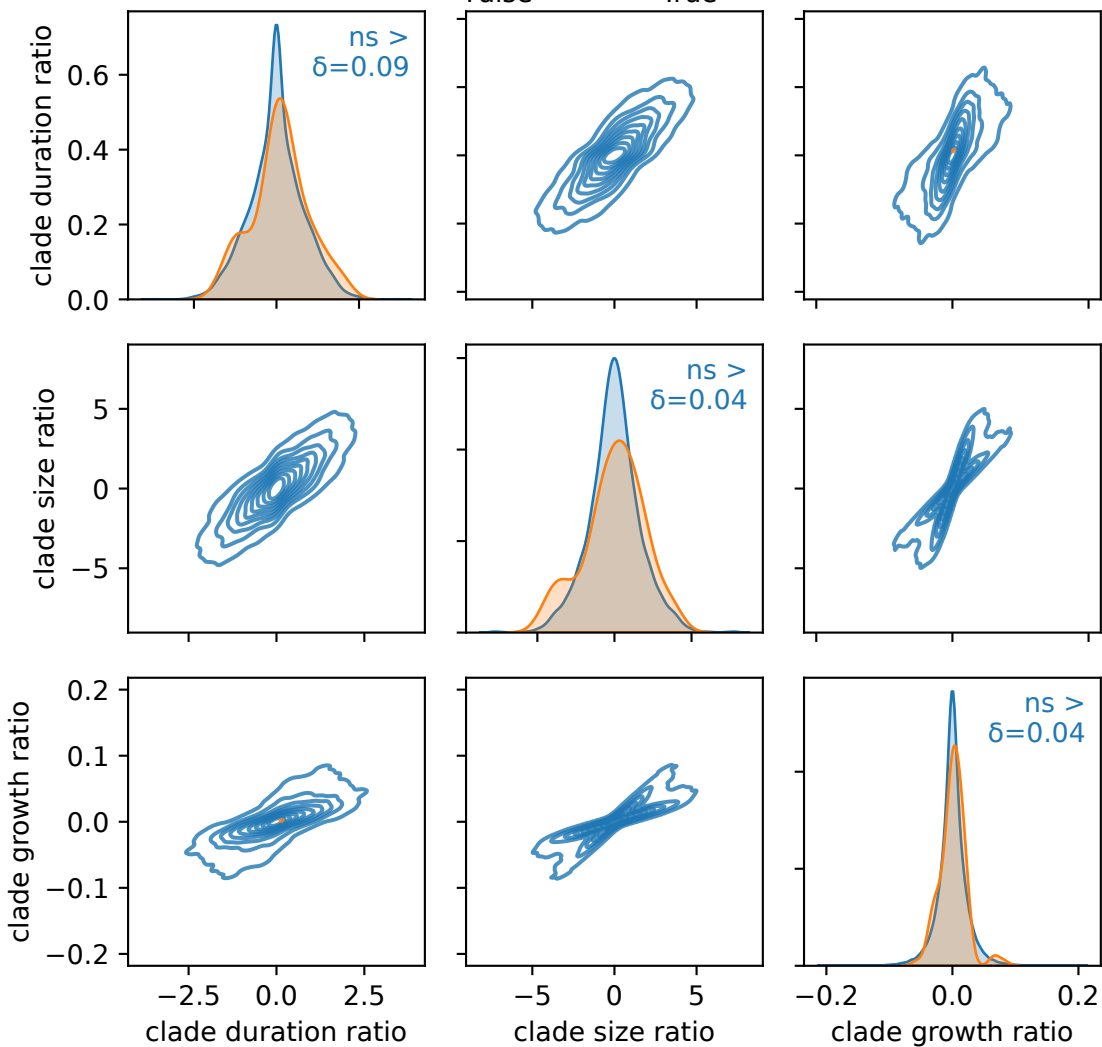 clade duration ratio
0.6
0.4
0.2
0.0
ns >
δ=0.09
clade size ratio
5
0
−5
ns >
δ=0.04
clade growth ratio
0.2
0.1
0.0
−0.1
−0.2
ns >
δ=0.04
−2.5 0.0 2.5
clade duration ratio
−5 0 5
clade size ratio
−0.2 0.0 0.2
clade growth ratio